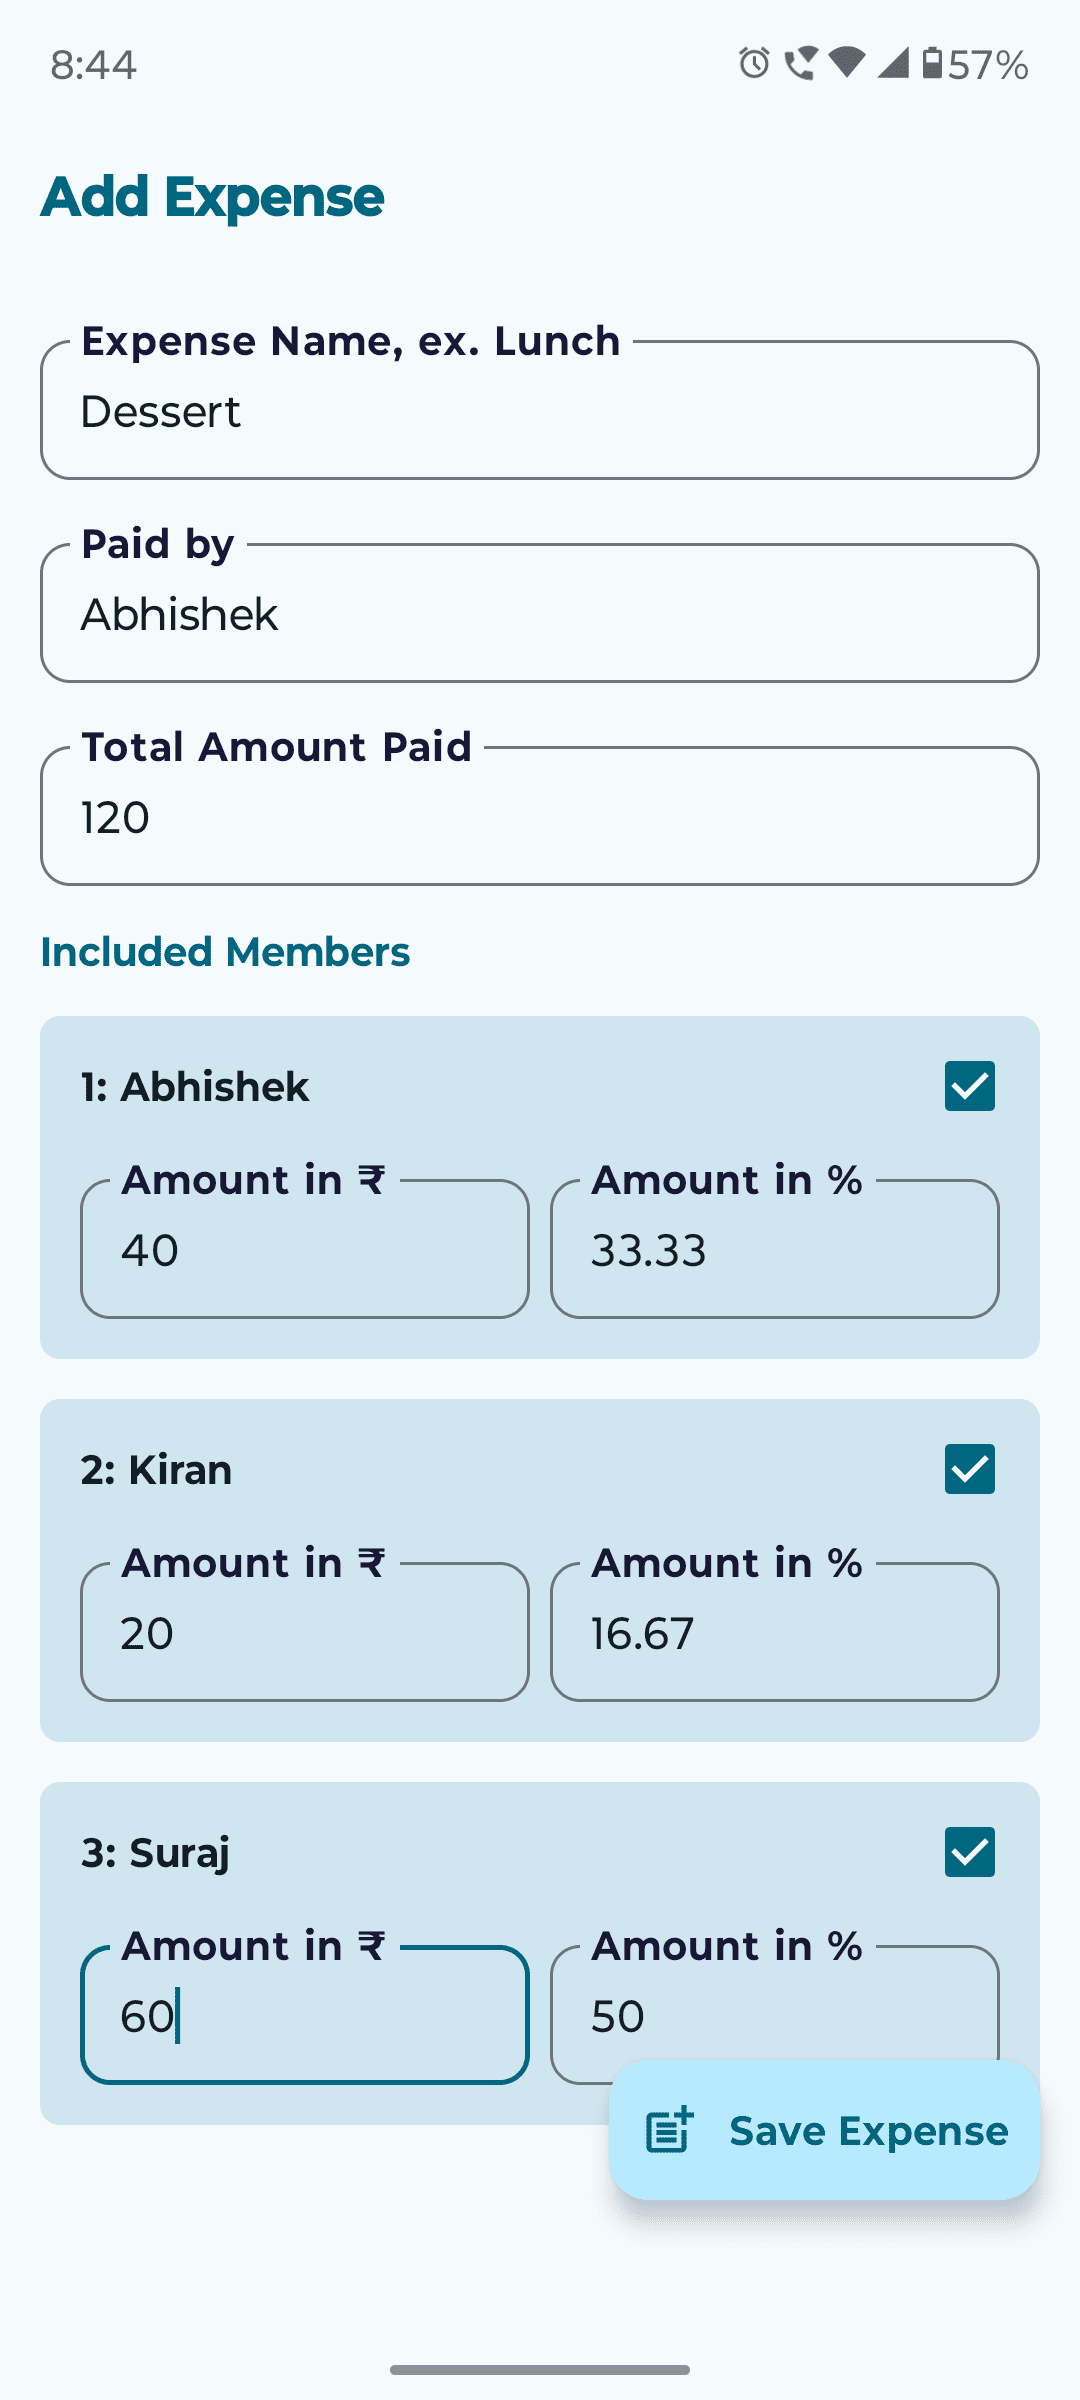 8:44 57%
Add Expense
Expense Name, ex. Lunch
Dessert
Paid by
Abhishek
Total Amount Paid
120
Included Members
1: Abhishek
Amount in ₹ Amount in %
40 33.33
2: Kiran
Amount in ₹ Amount in %
20 16.67
3: Suraj
Amount in ₹ Amount in %
60 50
Save Expense